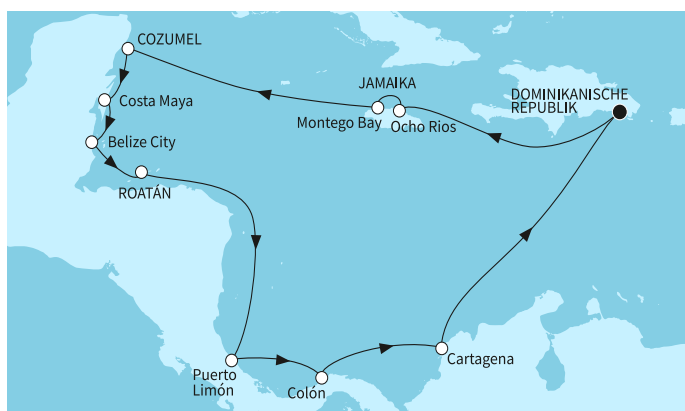 COZUMEL
JAMAIKA
DOMINIKANISCHE
REPUBLIK
Costa Maya
Montego Bay
Ocho Rios
Belize City
ROATÁN
Puerto
Limón
Colón
Cartagena